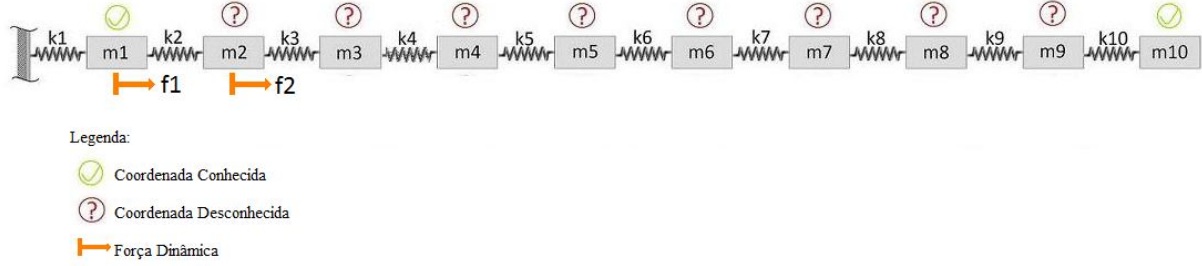 k1 k2 k3 k4 k5 k6 k7 k8 k9 k10
m1 m2 m3 m4 m5 m6 m7 m8 m9 m10
f1 f2
Legenda:
Coordenada Conhecida
Coordenada Desconhecida
Força Dinâmica